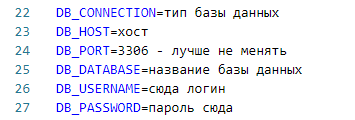 22 DB_CONNECTION=тип базы данных
23 DB_HOST=хост
24 DB_PORT=3306 - лучше не менять
25 DB_DATABASE=название базы данных
26 DB_USERNAME=сюда логин
27 DB_PASSWORD=пароль сюда